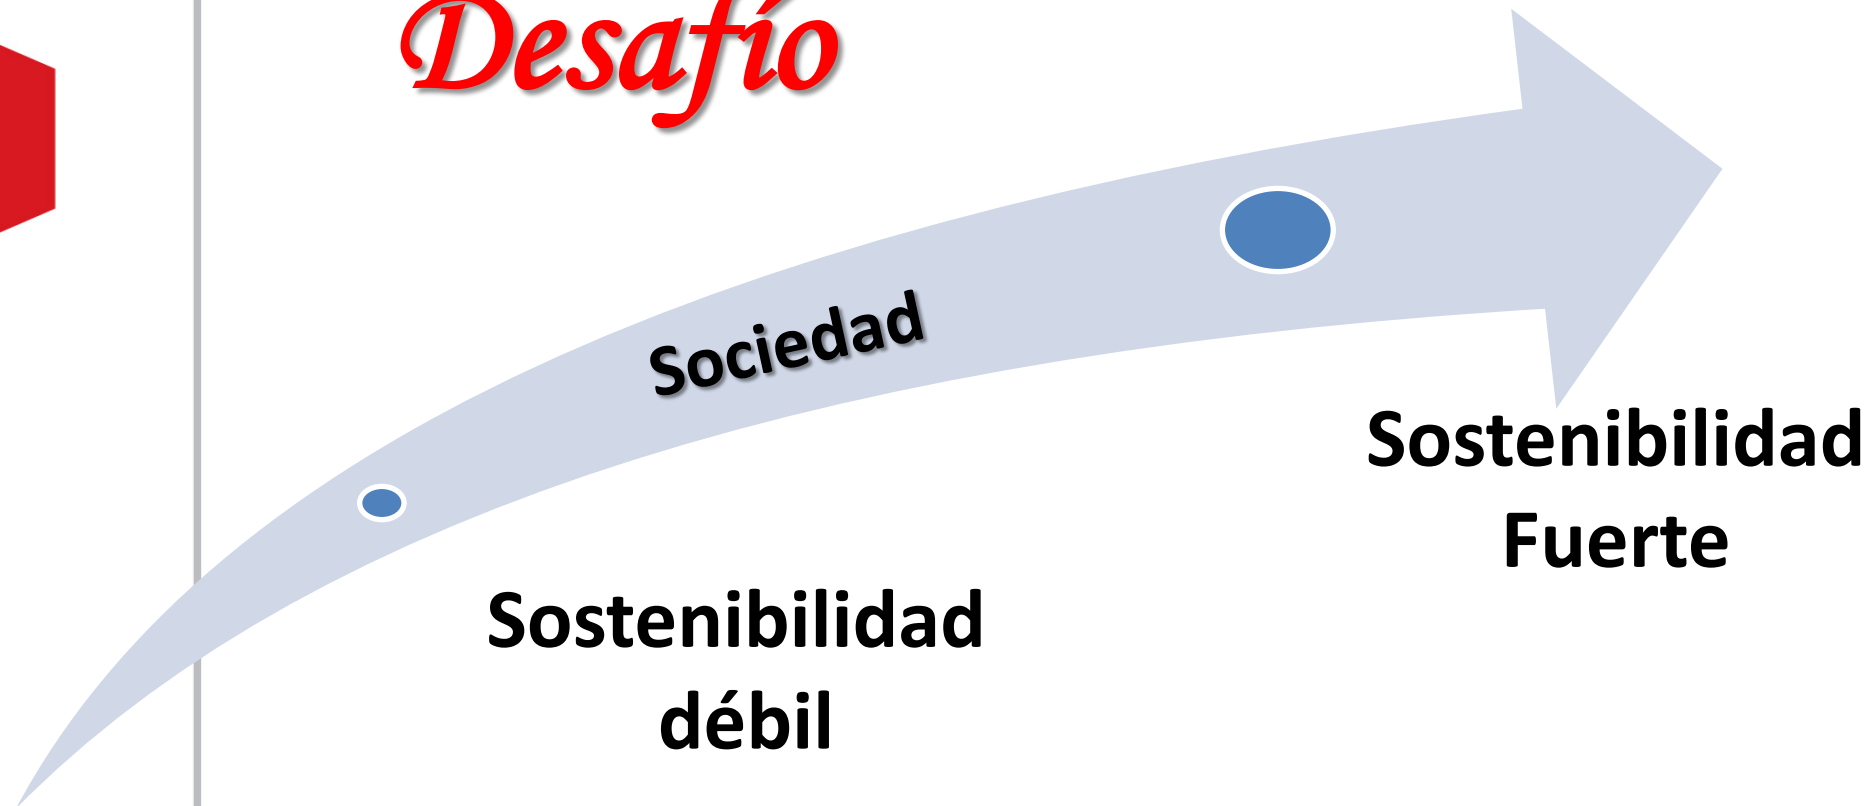 Desafío
Sociedad
Sostenibilidad
débil
Sostenibilidad
Fuerte